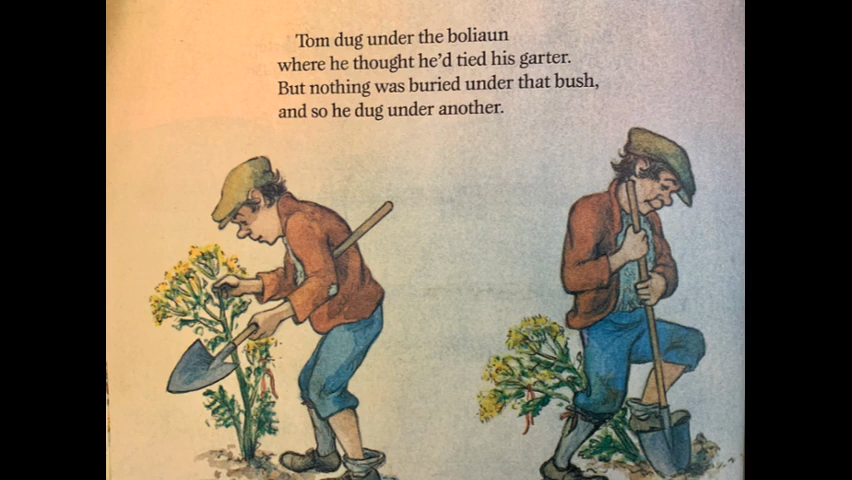 Tom dug under the boliaun
where he thought he'd tied his garter.
But nothing was buried under that bush,
and so he dug under another.